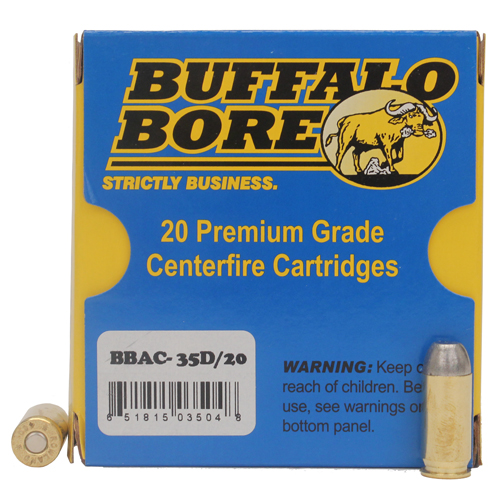 BUFFALO
BORE
STRICTLY BUSINESS.
20 Premium Grade
Centerfire Cartridges
BBAC- 35D/20
6 51815 03504 8
WARNING: Keep
reach of children. Be
use, see warnings on
bottom panel.